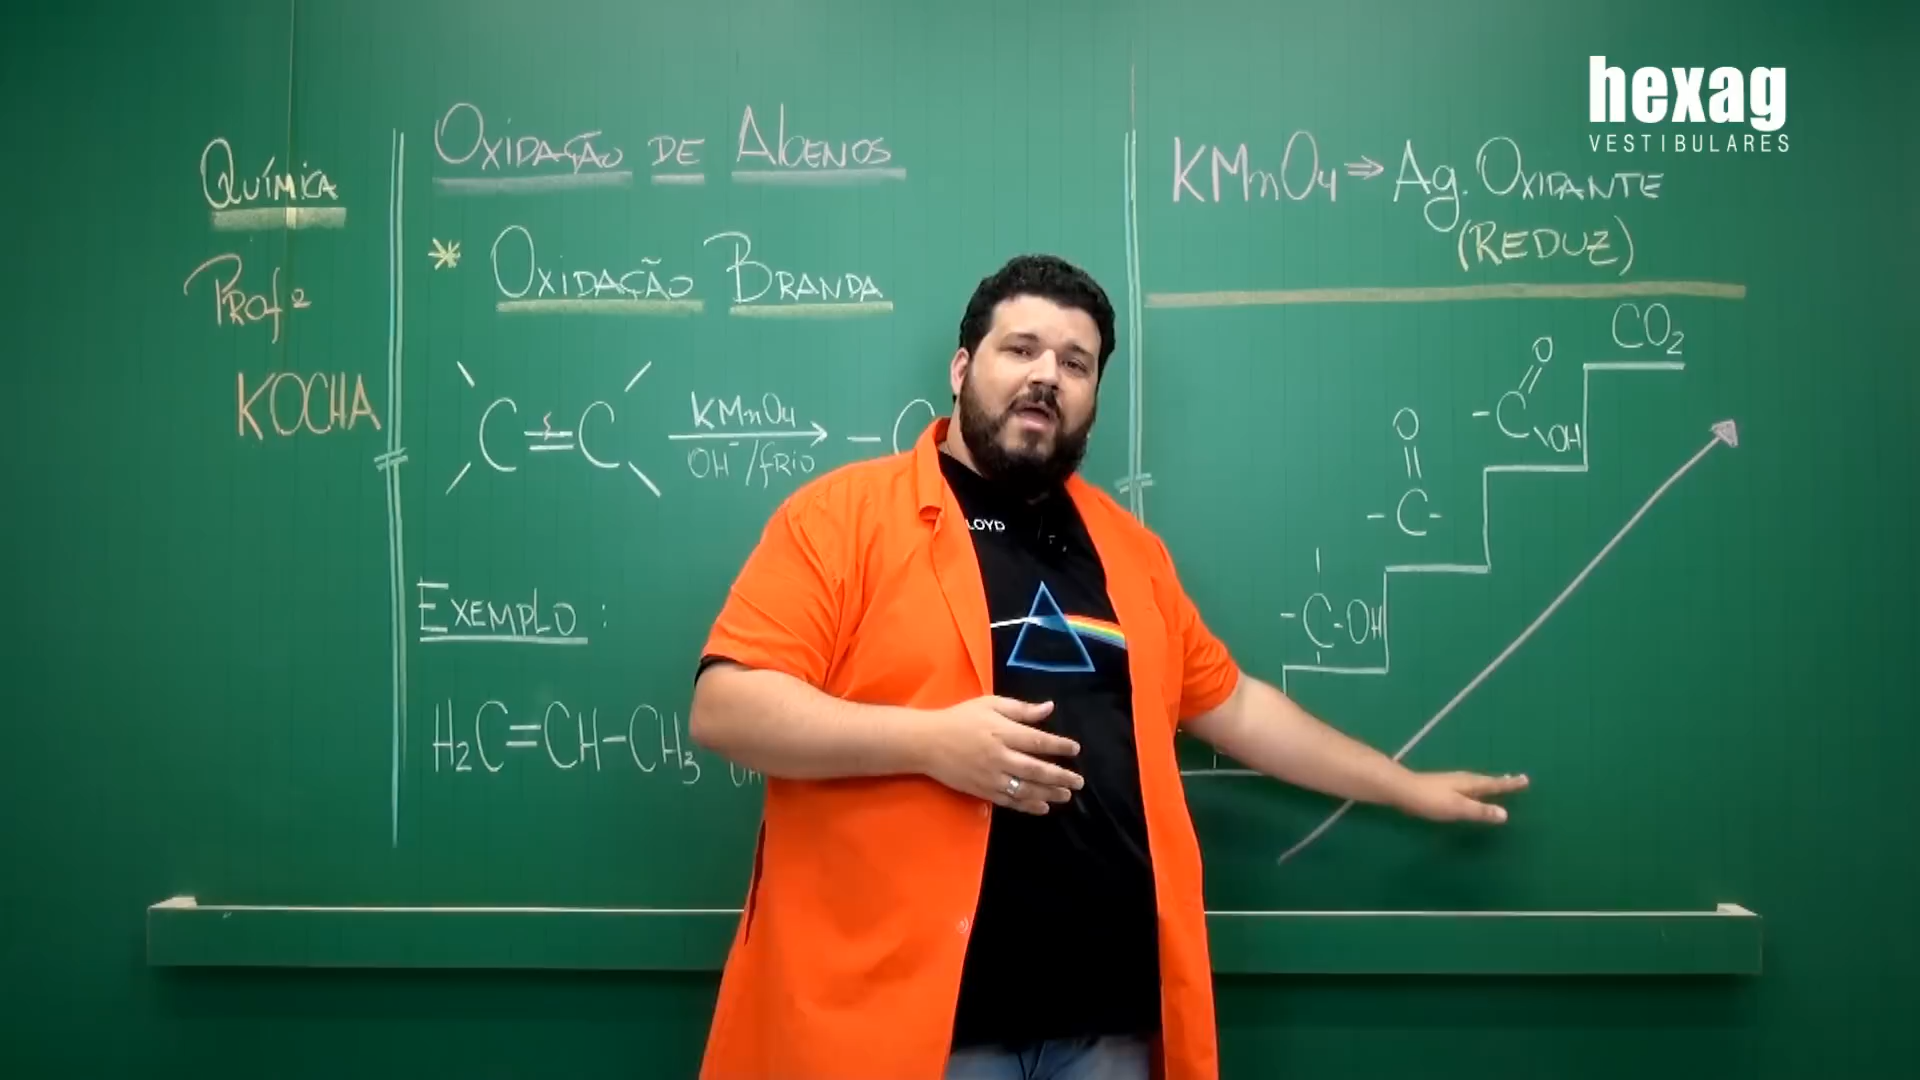 hexag
VESTIBULARES
QUÍMICA
PROFº
KOCHA
OXIDAÇÃO DE ALCENOS
* OXIDAÇÃO BRANDA
C=C KMnO4 OH-/FRIO -C
EXEMPLO:
H2C=CH-CH3
KMnO4 ⇒ Ag. OXIDANTE
(REDUZ)
CO2
-C O OH
O
-C-
-C-OH
LOYD